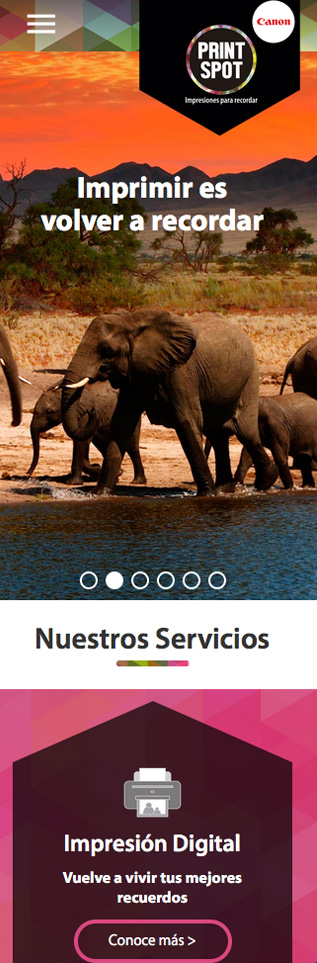 Canon
PRINT
SPOT
Impresiones para recordar
Imprimir es
volver a recordar
Nuestros Servicios
Impresión Digital
Vuelve a vivir tus mejores
recuerdos
Conoce más >